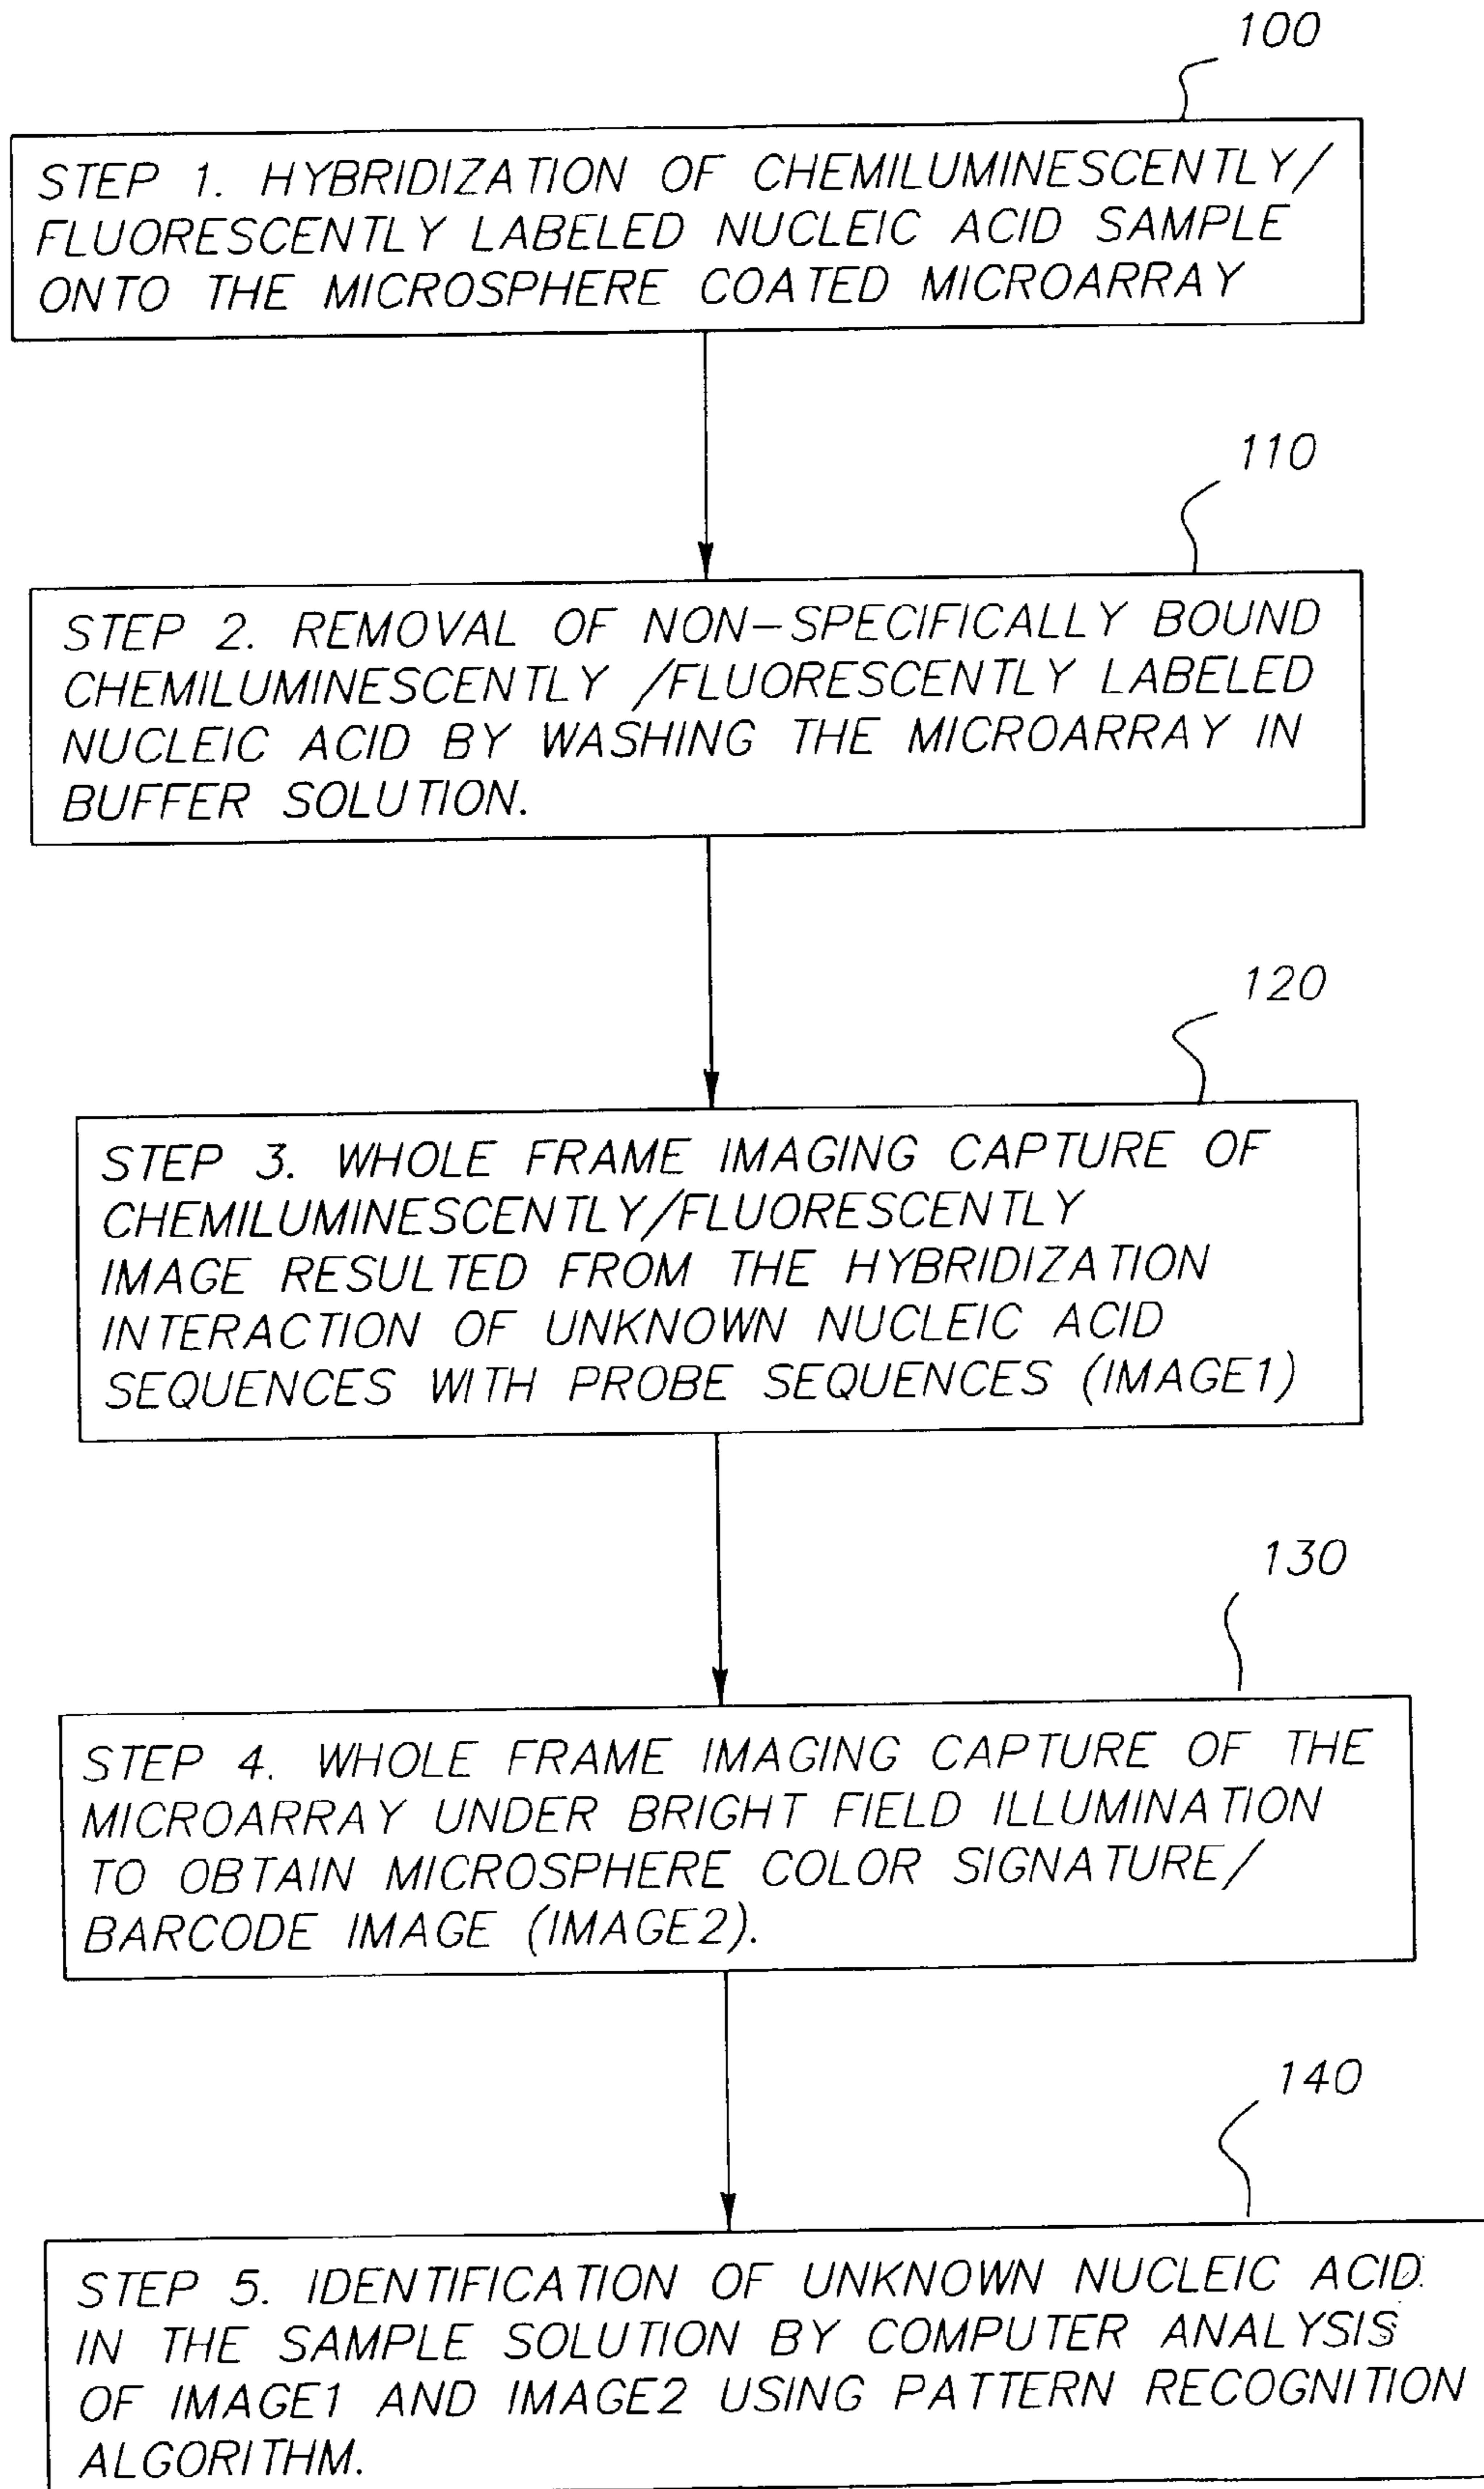 100
STEP 1. HYBRIDIZATION OF CHEMILUMINESCENTLY/
FLUORESCENTLY LABELED NUCLEIC ACID SAMPLE
ONTO THE MICROSPHERE COATED MICROARRAY
110
STEP 2. REMOVAL OF NON-SPECIFICALLY BOUND
CHEMILUMINESCENTLY /FLUORESCENTLY LABELED
NUCLEIC ACID BY WASHING THE MICROARRAY IN
BUFFER SOLUTION.
120
STEP 3. WHOLE FRAME IMAGING CAPTURE OF
CHEMILUMINESCENTLY/FLUORESCENTLY
IMAGE RESULTED FROM THE HYBRIDIZATION
INTERACTION OF UNKNOWN NUCLEIC ACID
SEQUENCES WITH PROBE SEQUENCES (IMAGE1)
130
STEP 4. WHOLE FRAME IMAGING CAPTURE OF THE
MICROARRAY UNDER BRIGHT FIELD ILLUMINATION
TO OBTAIN MICROSPHERE COLOR SIGNATURE/
BARCODE IMAGE (IMAGE2).
140
STEP 5. IDENTIFICATION OF UNKNOWN NUCLEIC ACID
IN THE SAMPLE SOLUTION BY COMPUTER ANALYSIS
OF IMAGE1 AND IMAGE2 USING PATTERN RECOGNITION
ALGORITHM.